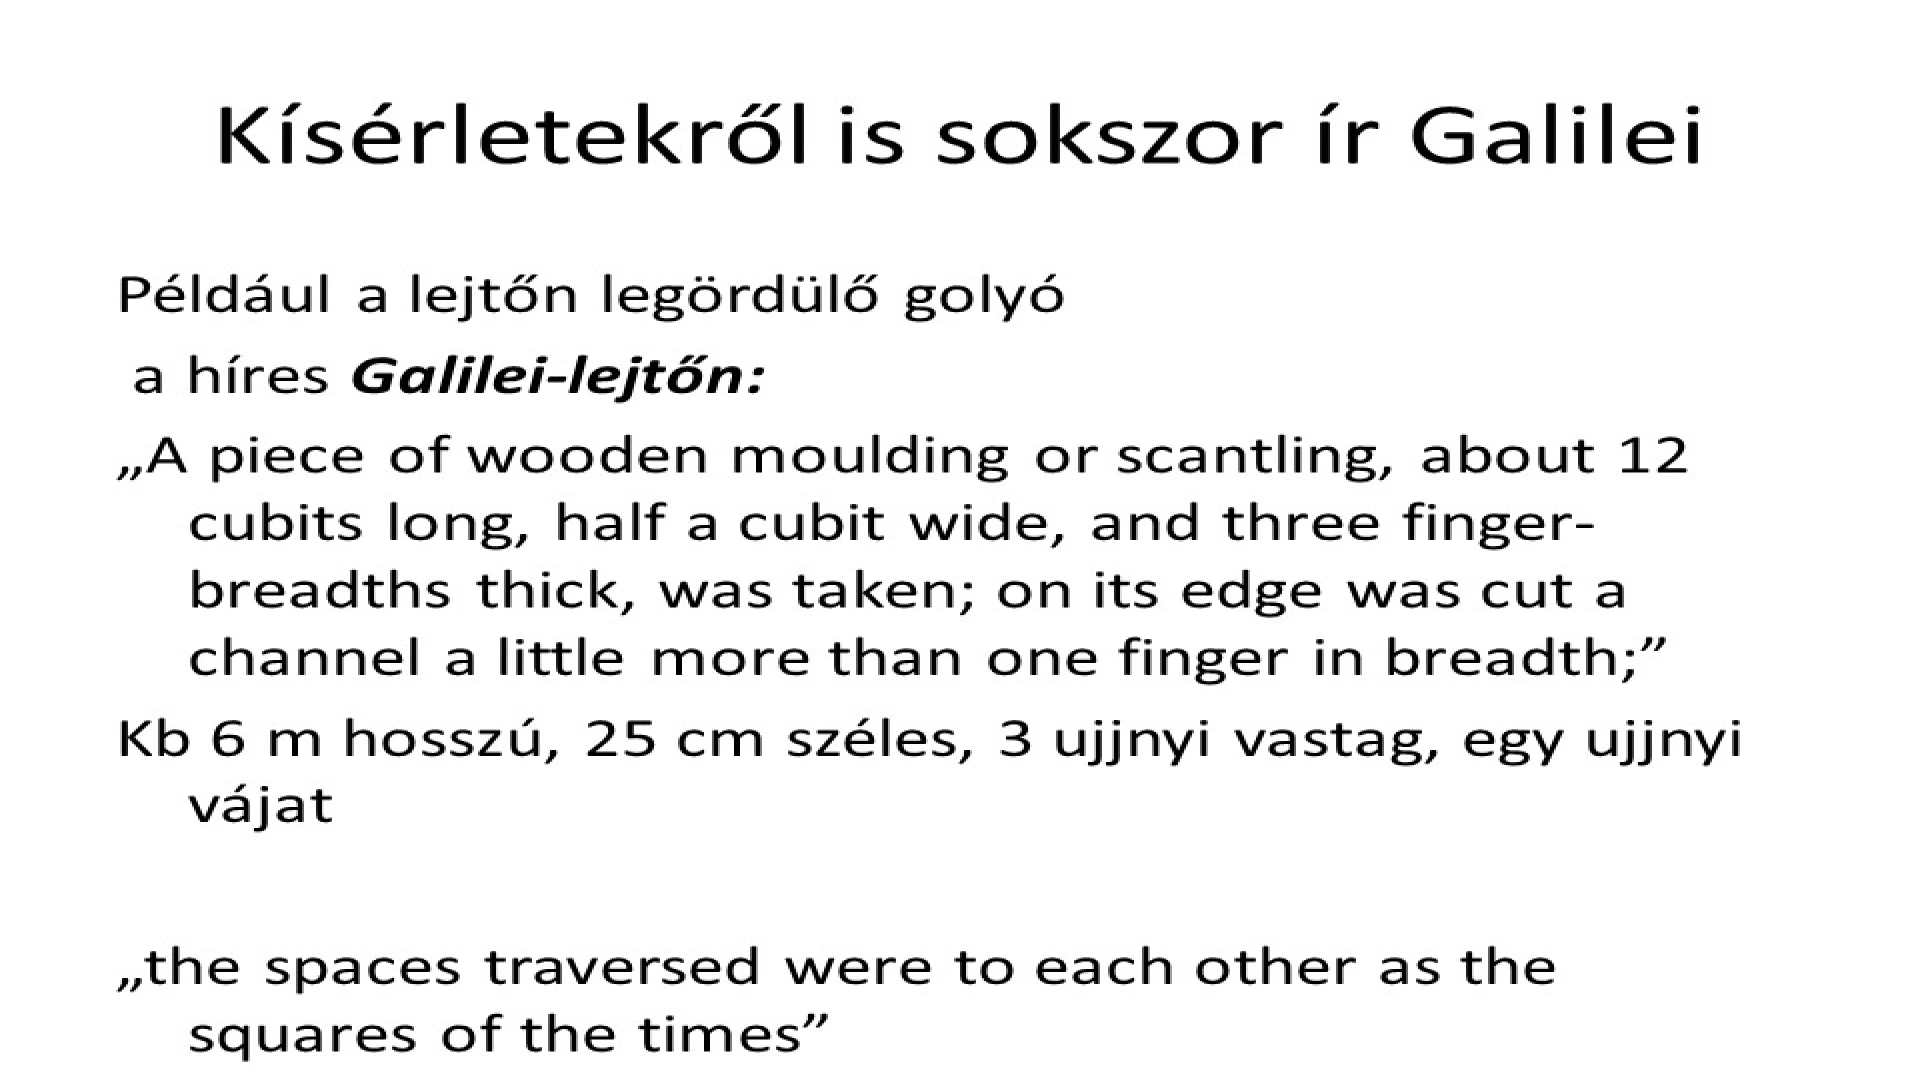 Kísérletekről is sokszor ír Galilei
Például a lejtőn legördülő golyó
a híres Galilei-lejtőn:
„A piece of wooden moulding or scantling, about 12
cubits long, half a cubit wide, and three finger-
breadths thick, was taken; on its edge was cut a
channel a little more than one finger in breadth;”
Kb 6 m hosszú, 25 cm széles, 3 ujjnyi vastag, egy ujjnyi
vájat
„the spaces traversed were to each other as the
squares of the times”